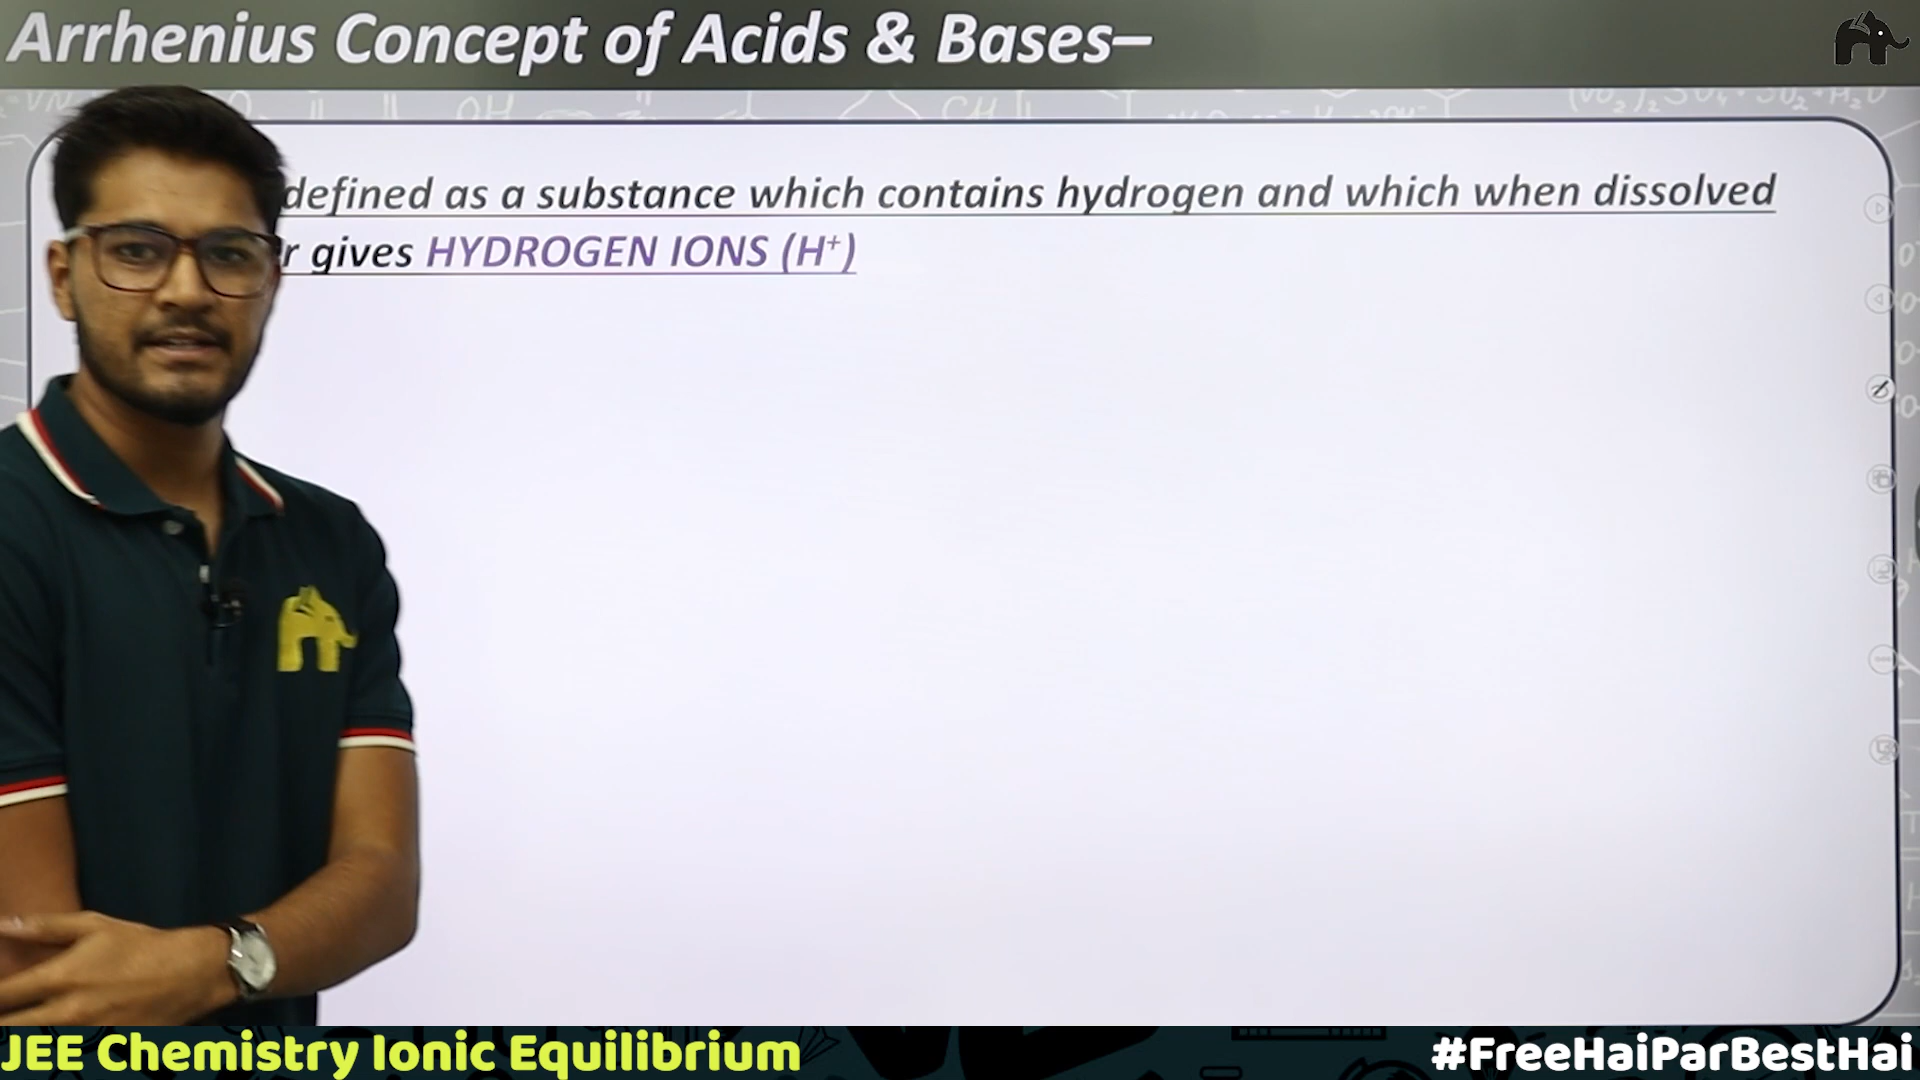 Arrhenius Concept of Acids & Bases–
defined as a substance which contains hydrogen and which when dissolved
r gives HYDROGEN IONS (H⁺)
JEE Chemistry Ionic Equilibrium
#FreeHaiParBestHai